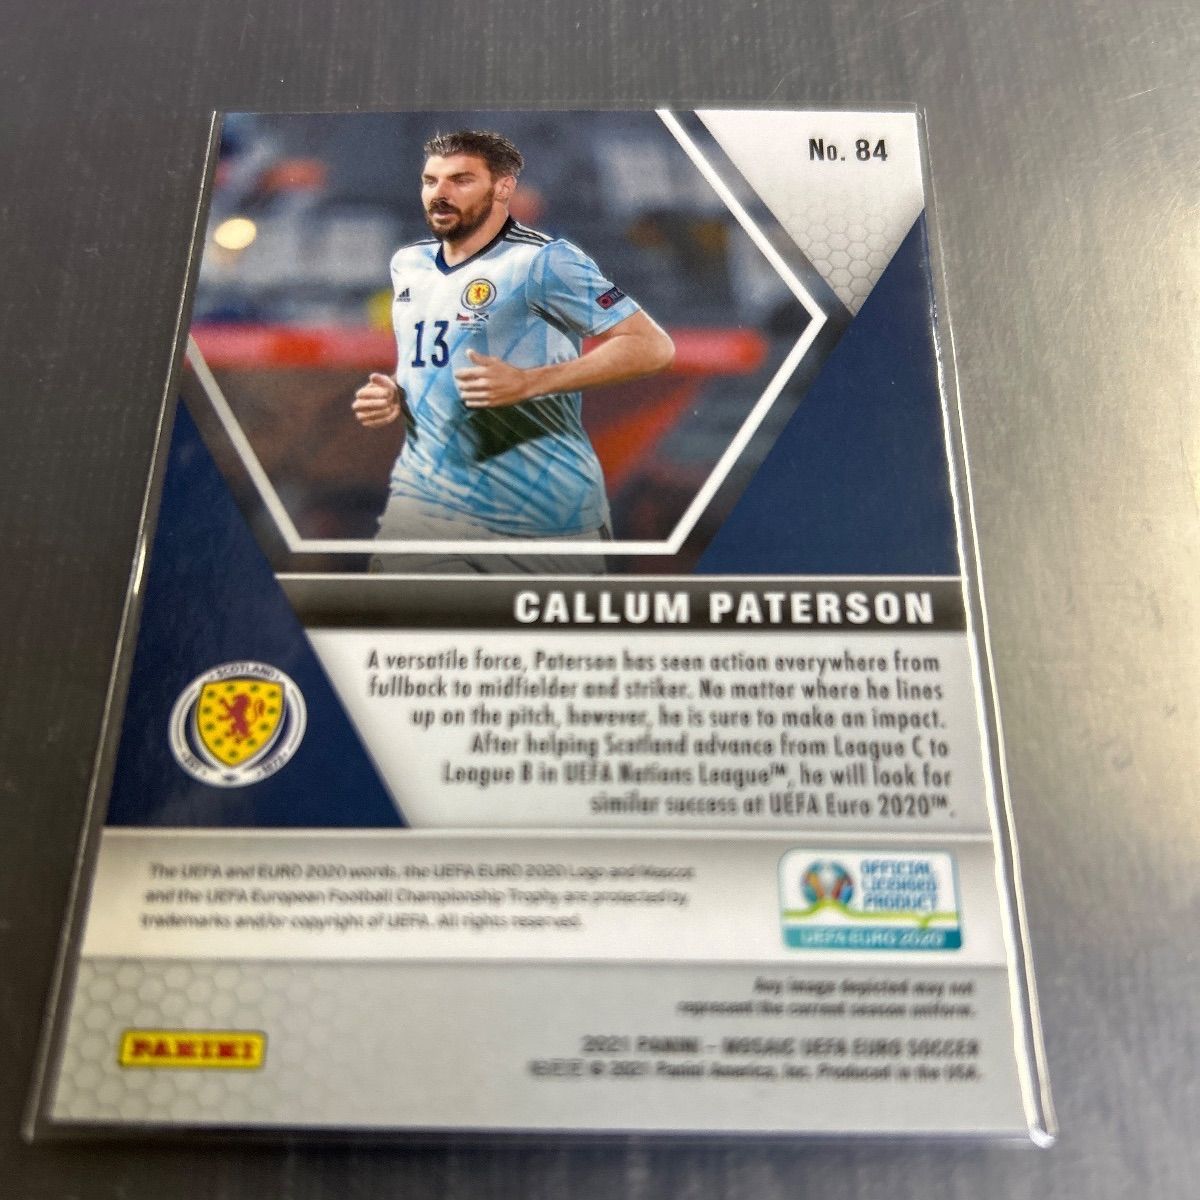 No. 84
13
CALLUM PATERSON
A versatile force, Paterson has seen action everywhere from
fullback to midfielder and striker. No matter where he lines
up on the pitch, however, he is sure to make an impact.
After helping Scotland advance from League C to
League B in UEFA Nations League™, he will look for
similar success at UEFA Euro 2020™.
SCOTLAND
The UEFA and EURO 2020 words, the UEFA EURO 2020 Logo and Mascot
and the UEFA European Football Championship Trophy are protected by
trademarks and/or copyright of UEFA. All rights reserved.
OFFICIAL
LICENSED
PRODUCT
UEFA EURO 2020
Any image depicted may not
represent the current season uniform.
PANINI
2021 PANINI - MOSAIC UEFA EURO SOCCER
© 2021 Panini America, Inc. Produced in the USA.